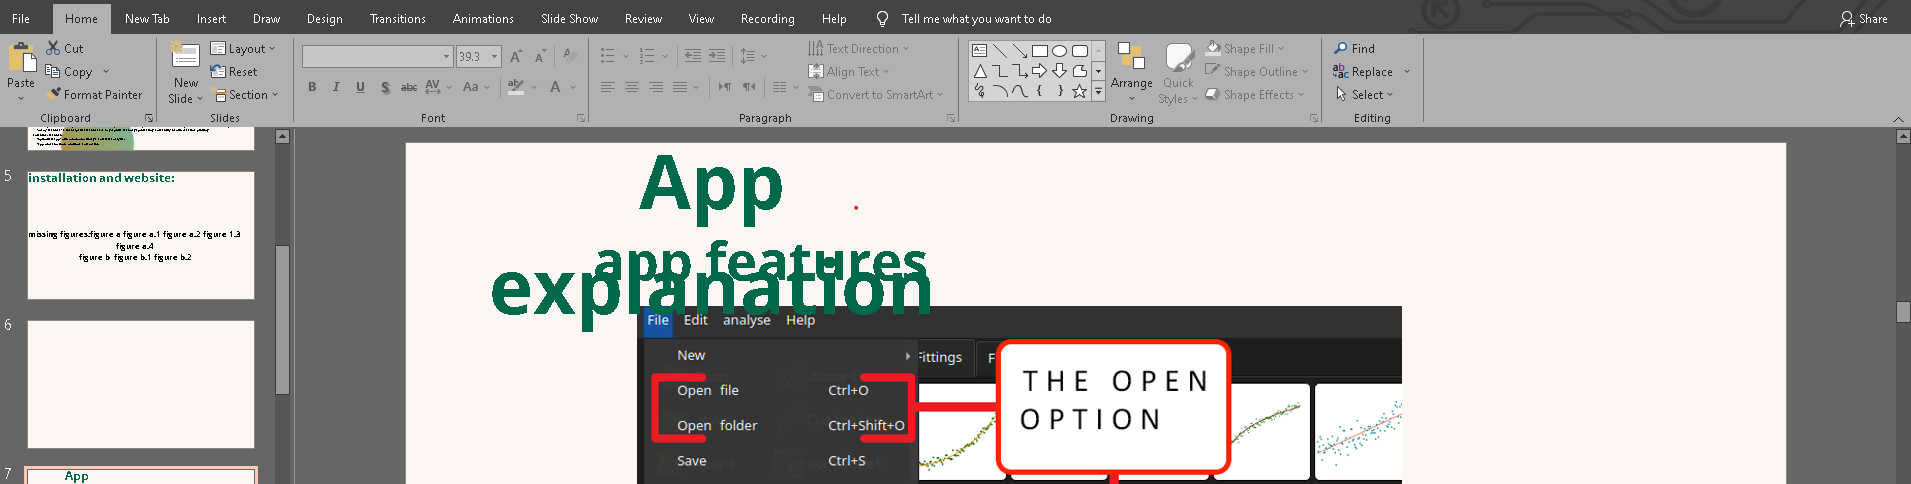 File Home New Tab Insert Draw Design Transitions Animations Slide Show Review View Recording Help Tell me what you want to do Share
Paste
Cut
Copy
Format Painter
Clipboard
New
Slide
Layout
Reset
Section
Slides
39.3
B I U S abc AV Aa A
Font
Text Direction
Align Text
Convert to SmartArt
Paragraph
Arrange
Quick
Styles
Shape Fill
Shape Outline
Shape Effects
Drawing
Find
Replace
Select
Editing
5
installation and website:
missing figures:figure a figure a.1 figure a.2 figure 1.3
figure a.4
figure b figure b.1 figure b.2
6
7
App
App
explanation
app features
File Edit analyse Help
New
Open file Ctrl+O
Open folder Ctrl+Shift+O
Save Ctrl+S
Fittings
F
THE OPEN
OPTION